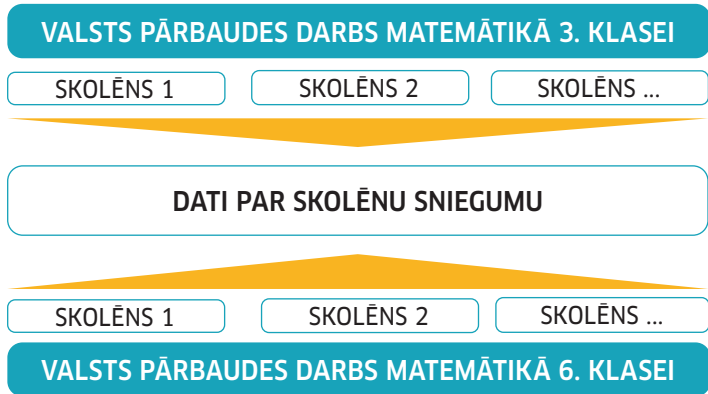 VALSTS PĀRBAUDES DARBS MATEMĀTIKĀ 3. KLASEI
SKOLĒNS 1 SKOLĒNS 2 SKOLĒNS ...
DATI PAR SKOLĒNU SNIEGUMU
SKOLĒNS 1 SKOLĒNS 2 SKOLĒNS ...
VALSTS PĀRBAUDES DARBS MATEMĀTIKĀ 6. KLASEI